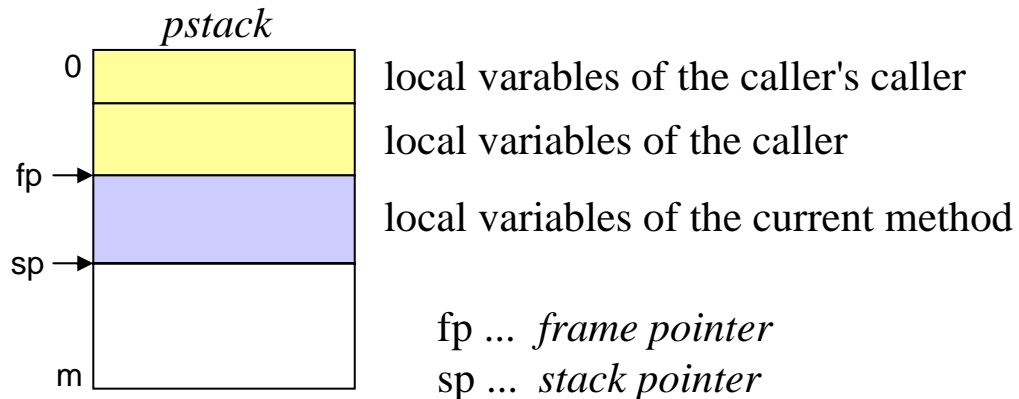 pstack
0
local varables of the caller's caller
local variables of the caller
fp
local variables of the current method
sp
fp ... frame pointer
m
sp ... stack pointer